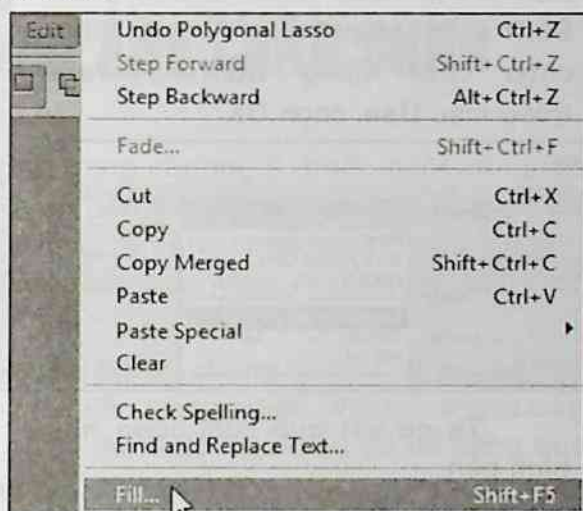 Edit
Undo Polygonal Lasso Ctrl+Z
Step Forward Shift+Ctrl+Z
Step Backward Alt+Ctrl+Z
Fade... Shift+Ctrl+F
Cut Ctrl+X
Copy Ctrl+C
Copy Merged Shift+Ctrl+C
Paste Ctrl+V
Paste Special
Clear
Check Spelling...
Find and Replace Text...
Fill... Shift+F5